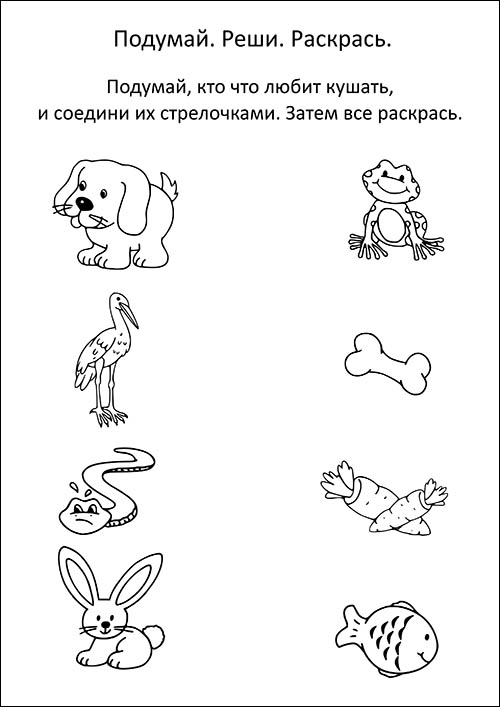 Подумай. Реши. Раскрась.
Подумай, кто что любит кушать,
и соедини их стрелочками. Затем все раскрась.